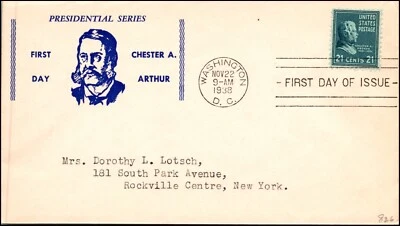 PRESIDENTIAL SERIES
FIRST CHESTER A.
DAY ARTHUR
WASHINGTON
NOV 22
9-AM
1938
D. C.
FIRST DAY OF ISSUE
UNITED STATES
POSTAGE
21 CENTS 21
Mrs. Dorothy L. Lotsch,
181 South Park Avenue,
Rockville Centre, New York.